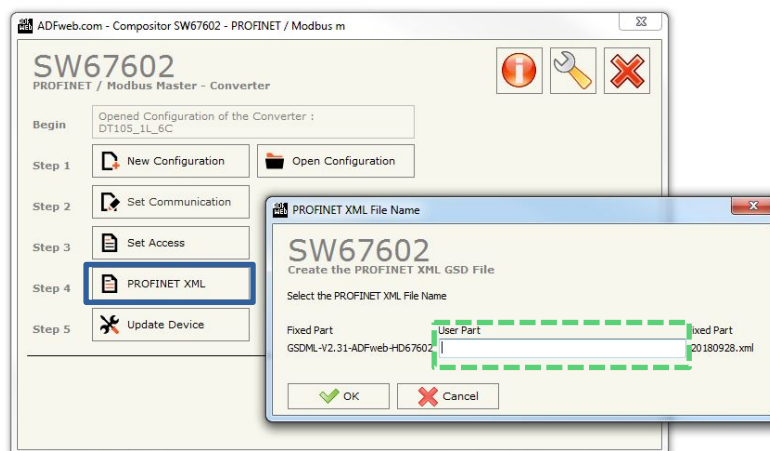 ADFweb.com - Compositor SW67602 - PROFINET / Modbus m
SW67602
PROFINET / Modbus Master - Converter
Begin
Opened Configuration of the Converter :
DT105_1L_6C
Step 1
New Configuration
Open Configuration
Step 2
Set Communication
Step 3
Set Access
Step 4
PROFINET XML
Step 5
Update Device
PROFINET XML File Name
SW67602
Create the PROFINET XML GSD File
Select the PROFINET XML File Name
Fixed Part
User Part
ixed Part
GSDML-V2.31-ADFweb-HD67602
20180928.xml
OK
Cancel